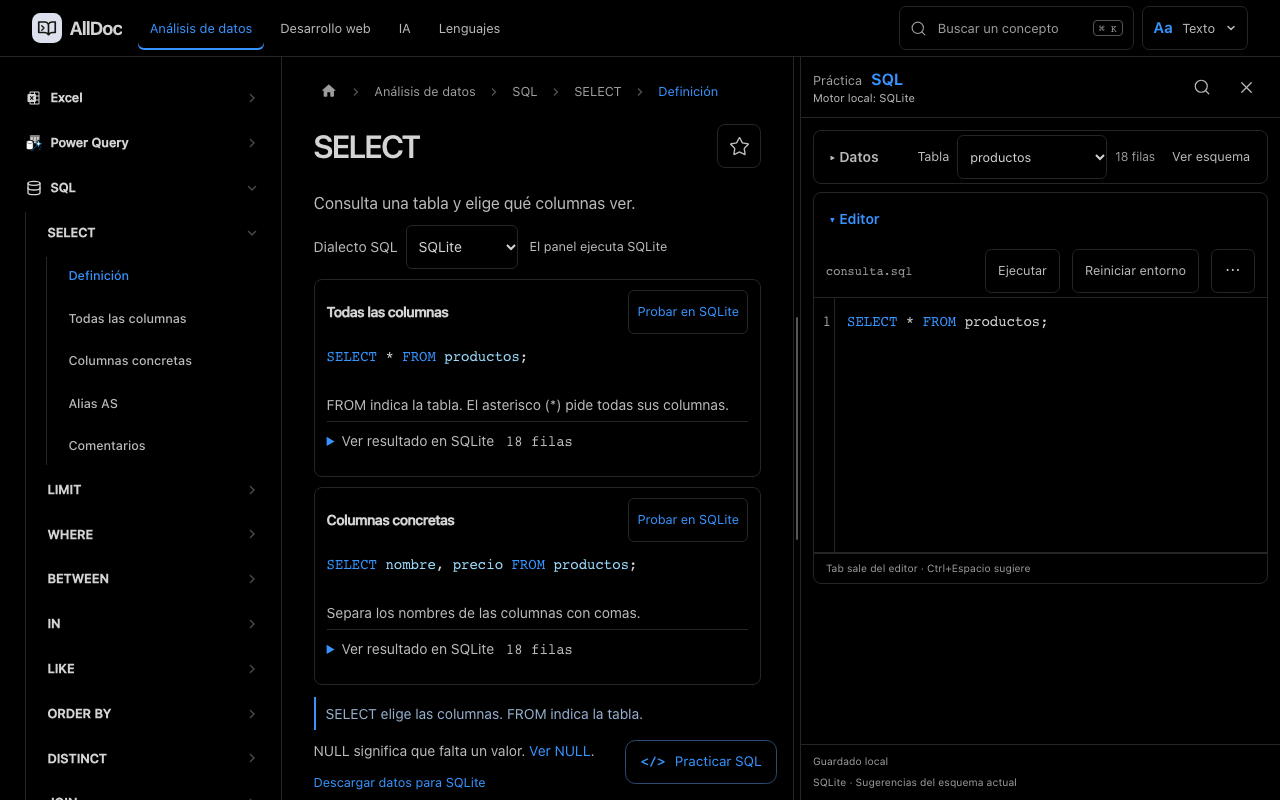 AllDoc
Análisis de datos
Desarrollo web
IA
Lenguajes
Buscar un concepto
⌘ K
Aa Texto
Excel
Power Query
SQL
SELECT
Definición
Todas las columnas
Columnas concretas
Alias AS
Comentarios
LIMIT
WHERE
BETWEEN
IN
LIKE
ORDER BY
DISTINCT
Análisis de datos
SQL
SELECT
Definición
SELECT
Consulta una tabla y elige qué columnas ver.
Dialecto SQL SQLite El panel ejecuta SQLite
Todas las columnas
Probar en SQLite
SELECT * FROM productos;
FROM indica la tabla. El asterisco (*) pide todas sus columnas.
Ver resultado en SQLite 18 filas
Columnas concretas
Probar en SQLite
SELECT nombre, precio FROM productos;
Separa los nombres de las columnas con comas.
Ver resultado en SQLite 18 filas
SELECT elige las columnas. FROM indica la tabla.
NULL significa que falta un valor. Ver NULL.
Descargar datos para SQLite
</> Practicar SQL
Práctica SQL
Motor local: SQLite
Datos
Tabla productos 18 filas Ver esquema
Editor
consulta.sql
Ejecutar
Reiniciar entorno
···
1 SELECT * FROM productos;
Tab sale del editor · Ctrl+Espacio sugiere
Guardado local
SQLite · Sugerencias del esquema actual